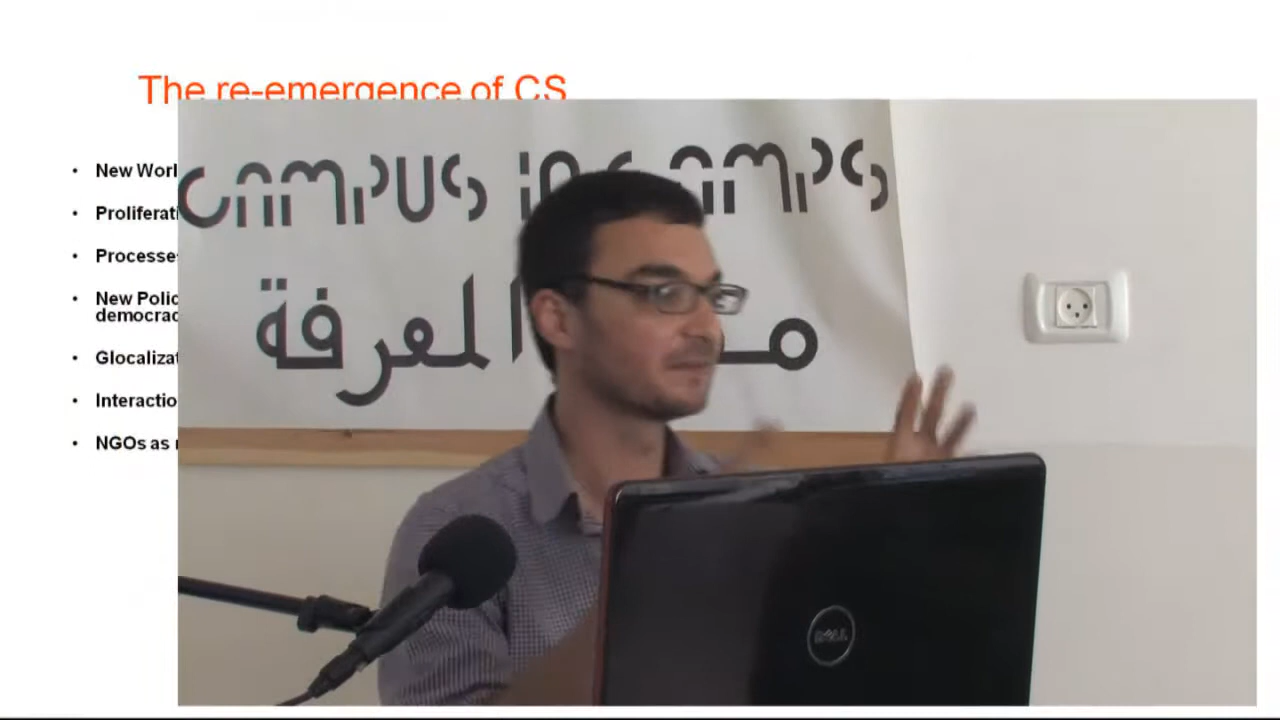 The re-emergence of CS
• New Worl
• Proliferati
• Processe
• New Polic
democrac
• Glocalizat
• Interactio
• NGOs as
CAMPUS IN CAMPS
المعرفة
DELL